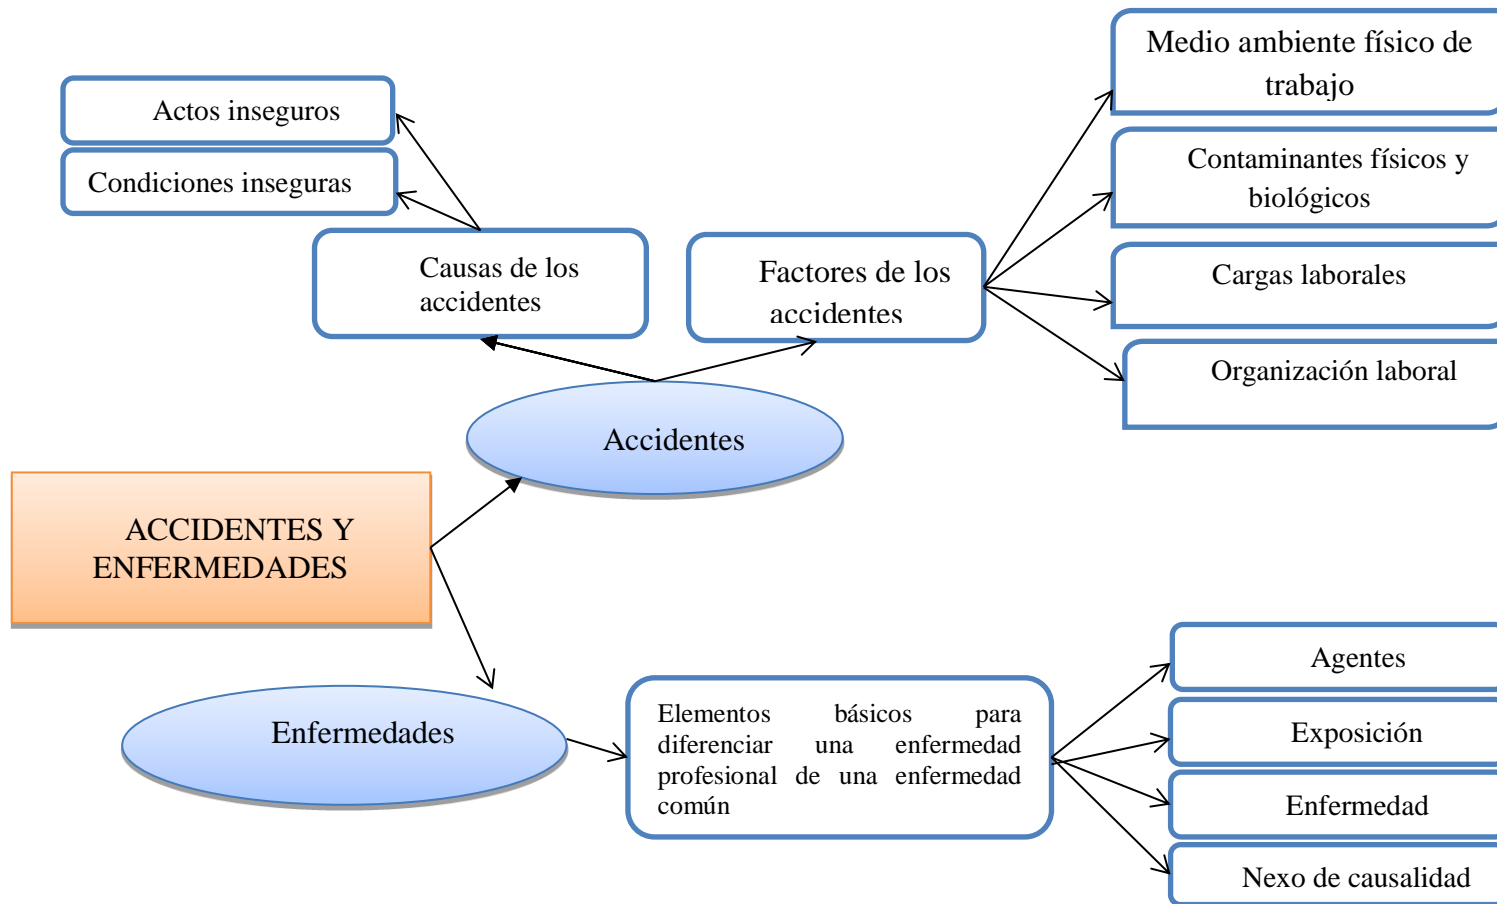 Medio ambiente físico de
trabajo
Actos inseguros
Condiciones inseguras
Contaminantes físicos y
biológicos
Causas de los
accidentes
Factores de los
accidentes
Cargas laborales
Organización laboral
Accidentes
ACCIDENTES Y
ENFERMEDADES
Enfermedades
Elementos básicos para
diferenciar una enfermedad
profesional de una enfermedad
común
Agentes
Exposición
Enfermedad
Nexo de causalidad